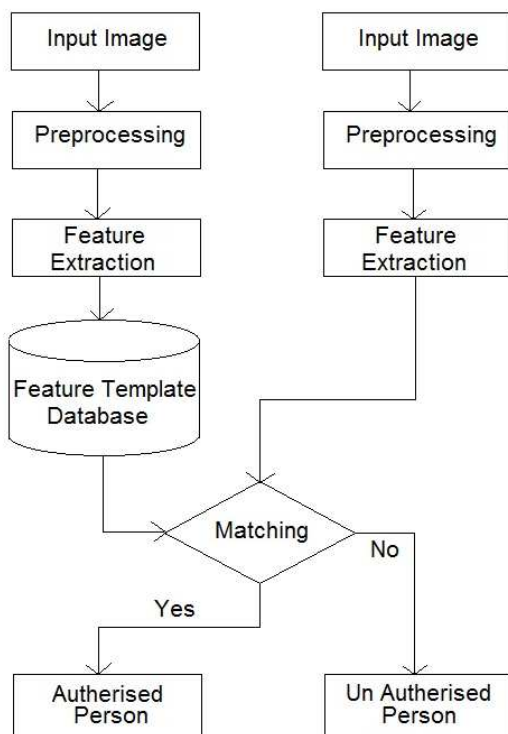 Input Image
Preprocessing
Feature
Extraction
Feature Template
Database
Input Image
Preprocessing
Feature
Extraction
Matching
Yes
No
Autherised
Person
Un Autherised
Person